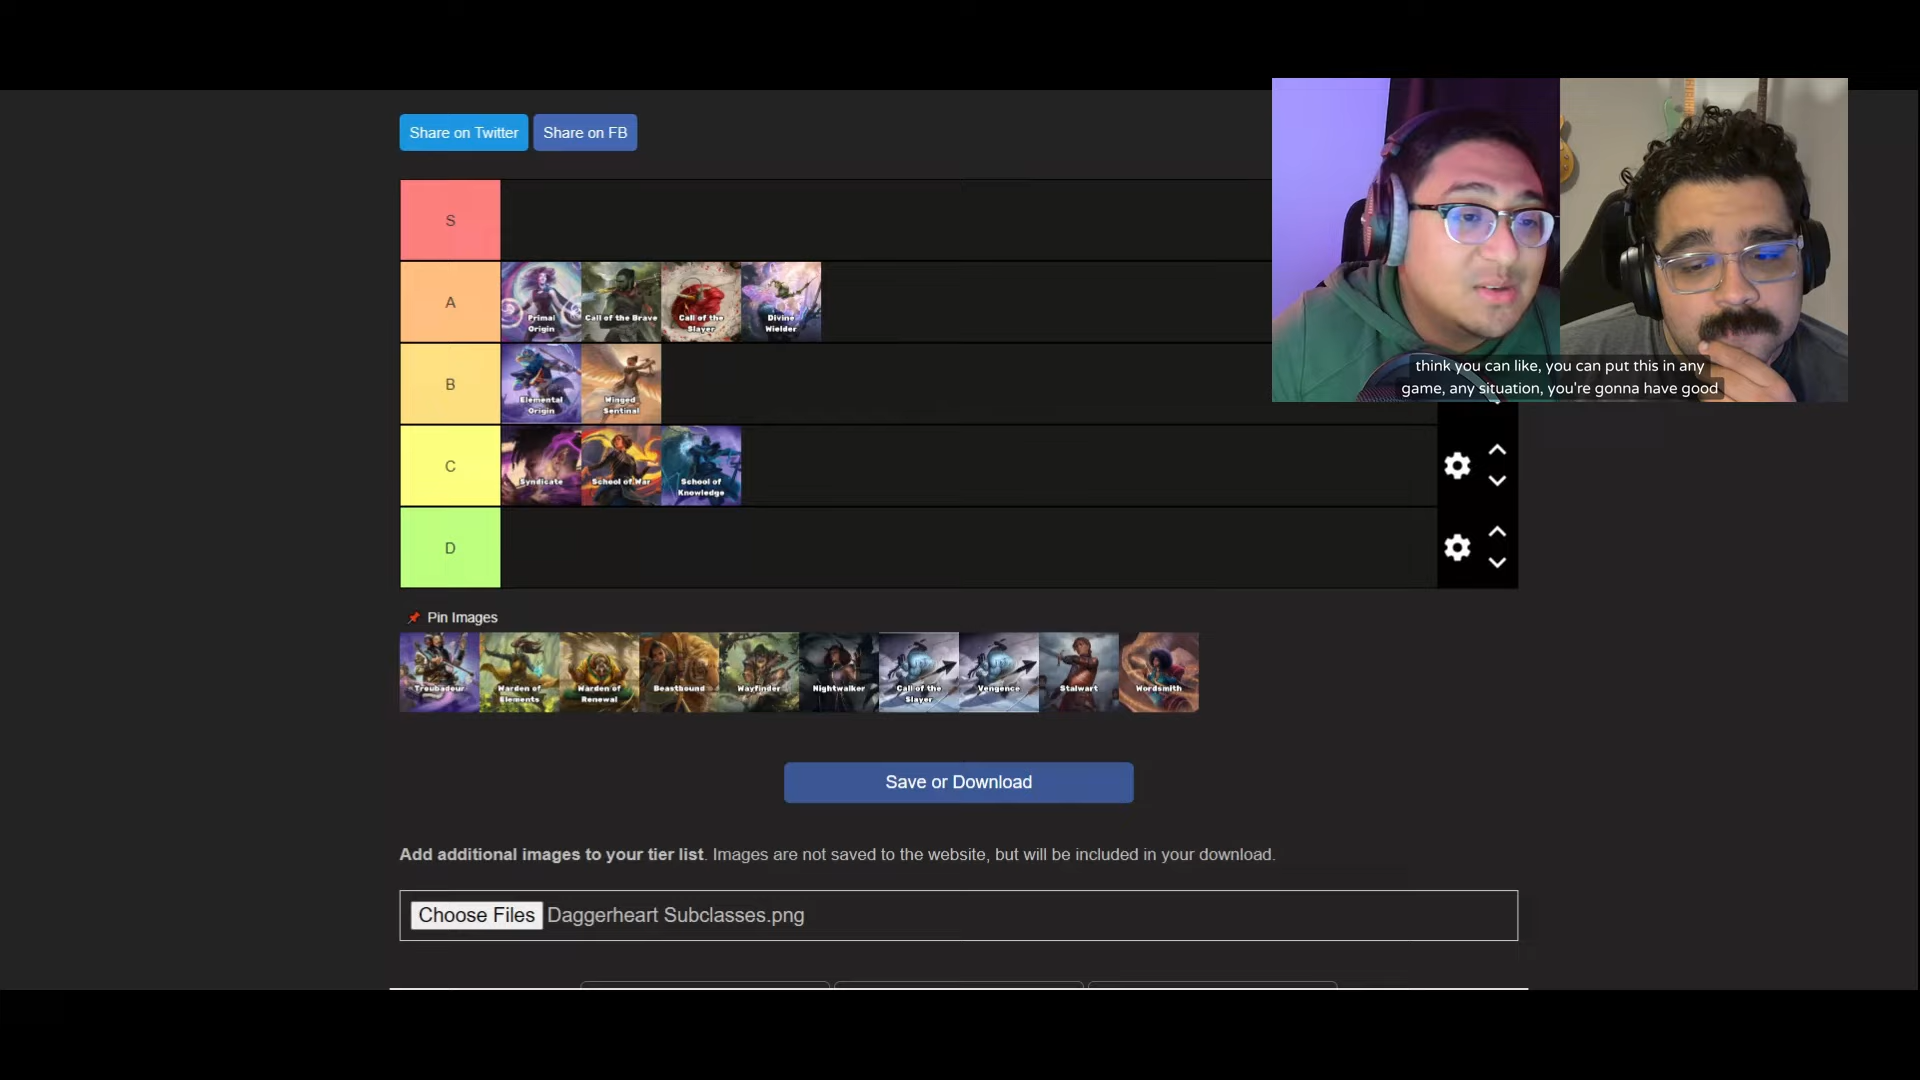 Share on Twitter
Share on FB
S
A
Primal
Origin
Call of the Brave
Call of the
Slayer
Divine
Wielder
B
Elemental
Origin
Winged
Sentinal
think you can like, you can put this in any
game, any situation, you're gonna have good
C
Syndicate
School of War
School of
Knowledge
D
Pin Images
Troubadour
Warden of
Elements
Warden of
Renewal
Beastbound
Wayfinder
Nightwalker
Call of the
Slayer
Vengence
Stalwart
Wordsmith
Save or Download
Add additional images to your tier list. Images are not saved to the website, but will be included in your download.
Choose Files Daggerheart Subclasses.png